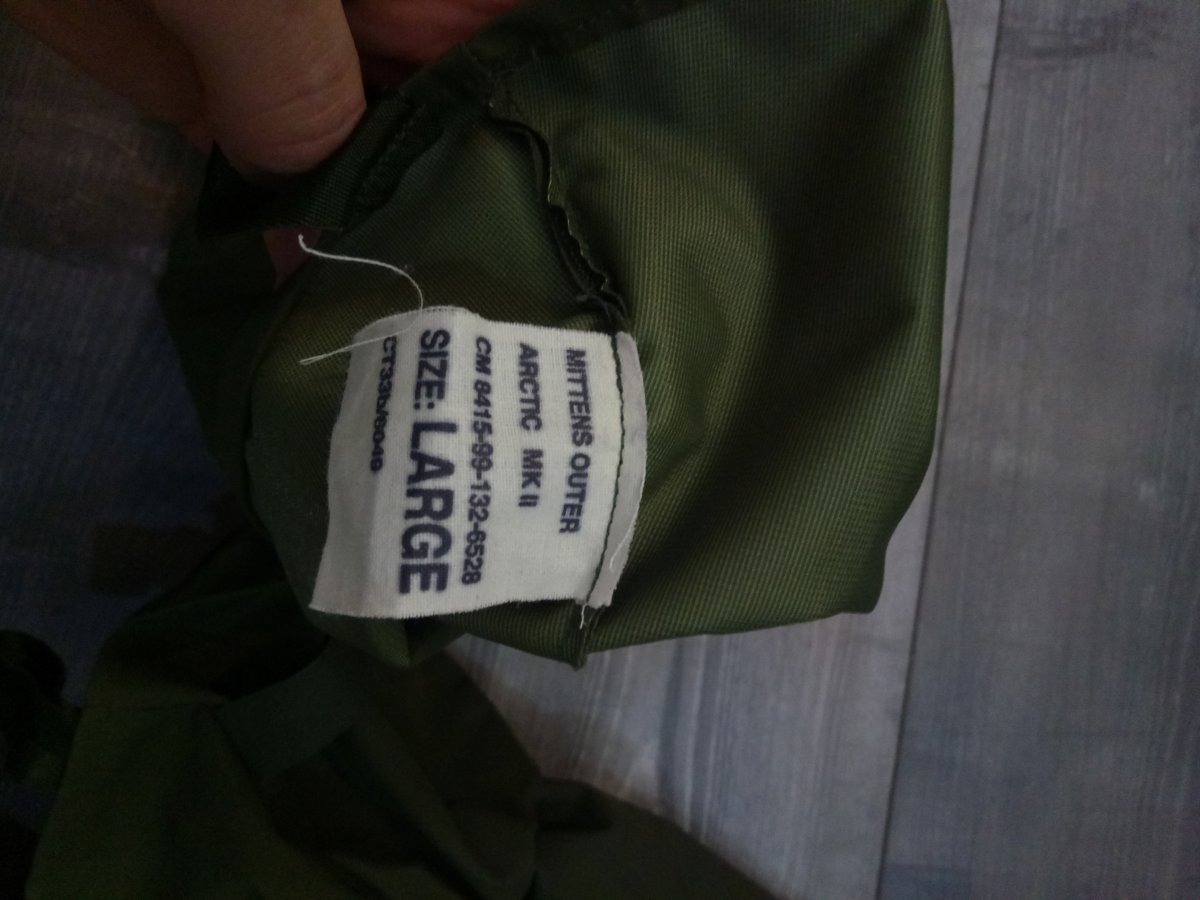 MITTENS OUTER
ARCTIC MK II
CM 8415-99-132-6528
SIZE: LARGE